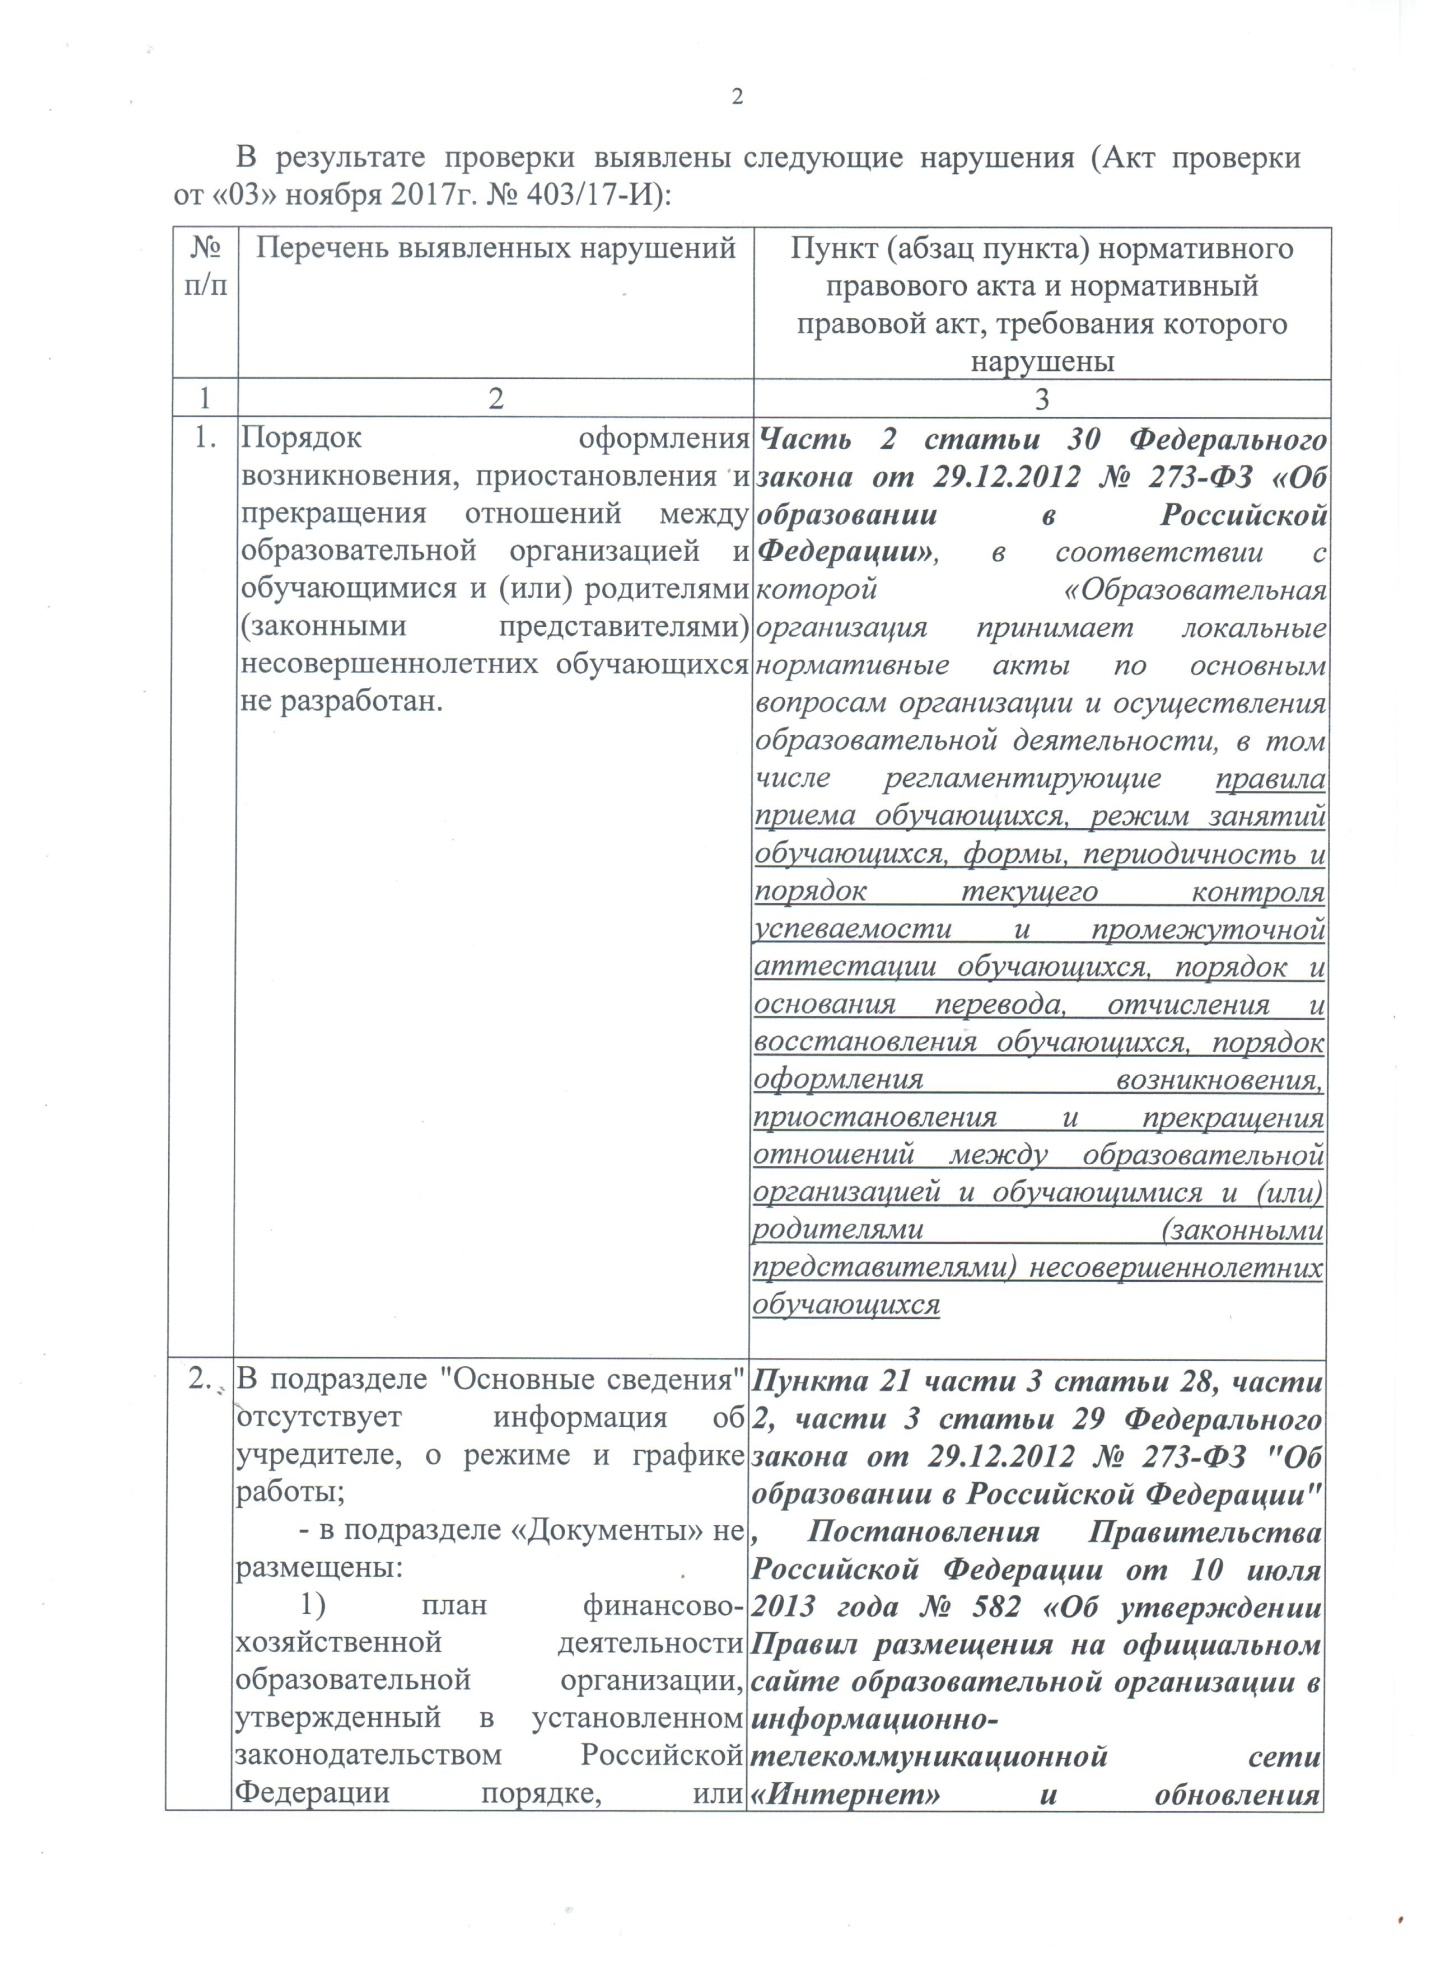 2
В результате проверки выявлены следующие нарушения (Акт проверки
от «03» ноября 2017г. № 403/17-И):
№
п/п
Перечень выявленных нарушений
Пункт (абзац пункта) нормативного
правового акта и нормативный
правовой акт, требования которого
нарушены
1
2
3
1.
Порядок оформления
возникновения, приостановления и
прекращения отношений между
образовательной организацией и
обучающимися и (или) родителями
(законными представителями)
несовершеннолетних обучающихся
не разработан.
Часть 2 статьи 30 Федерального
закона от 29.12.2012 № 273-ФЗ «Об
образовании в Российской
Федерации», в соответствии с
которой «Образовательная
организация принимает локальные
нормативные акты по основным
вопросам организации и осуществления
образовательной деятельности, в том
числе регламентирующие правила
приема обучающихся, режим занятий
обучающихся, формы, периодичность и
порядок текущего контроля
успеваемости и промежуточной
аттестации обучающихся, порядок и
основания перевода, отчисления и
восстановления обучающихся, порядок
оформления возникновения,
приостановления и прекращения
отношений между образовательной
организацией и обучающимися и (или)
родителями (законными
представителями) несовершеннолетних
обучающихся
2.
В подразделе "Основные сведения"
отсутствует информация об
учредителе, о режиме и графике
работы;
- в подразделе «Документы» не
размещены:
1) план финансово-
хозяйственной деятельности
образовательной организации,
утвержденный в установленном
законодательством Российской
Федерации порядке, или
Пункта 21 части 3 статьи 28, части
2, части 3 статьи 29 Федерального
закона от 29.12.2012 № 273-ФЗ "Об
образовании в Российской Федерации"
, Постановления Правительства
Российской Федерации от 10 июля
2013 года № 582 «Об утверждении
Правил размещения на официальном
сайте образовательной организации в
информационно-
телекоммуникационной сети
«Интернет» и обновления